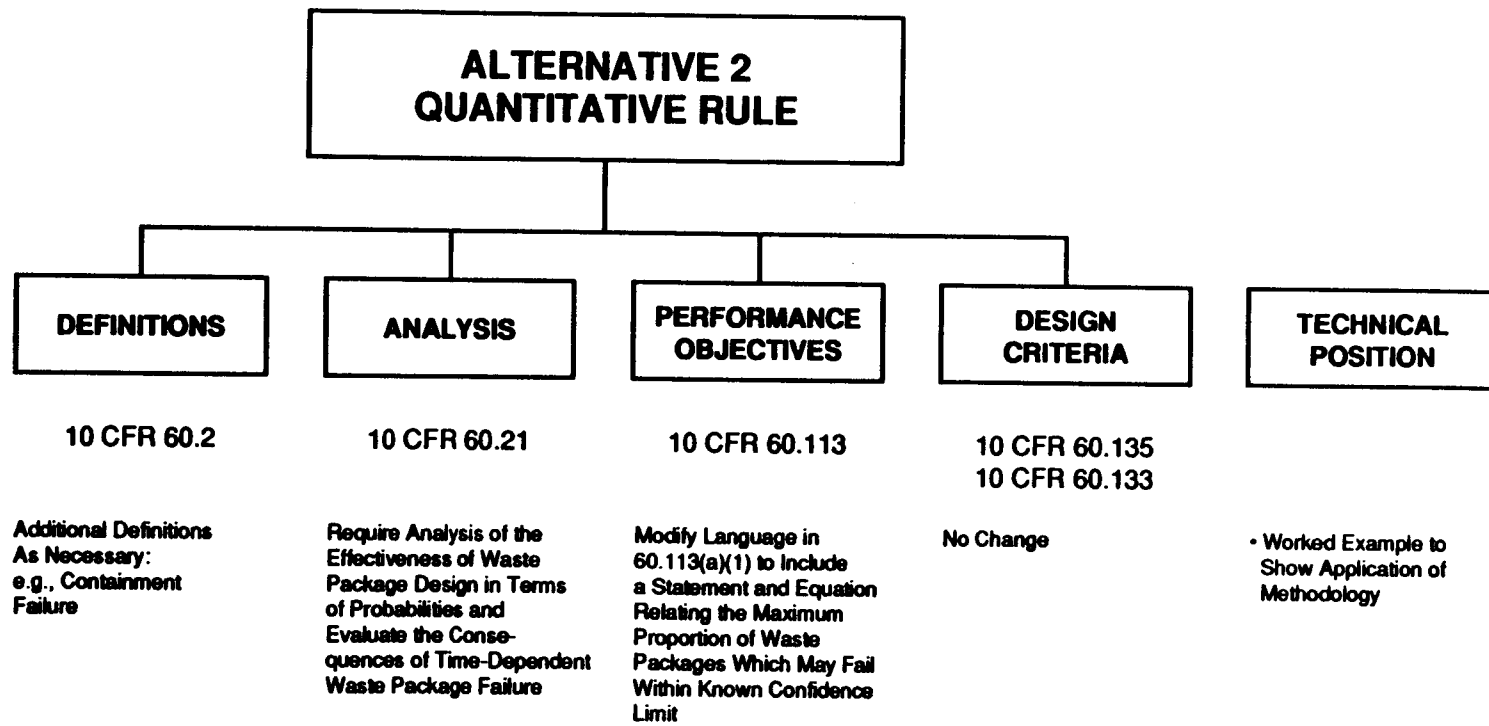 ALTERNATIVE 2
QUANTITATIVE RULE
DEFINITIONS
10 CFR 60.2
Additional Definitions
As Necessary:
e.g., Containment
Failure
ANALYSIS
10 CFR 60.21
Require Analysis of the
Effectiveness of Waste
Package Design in Terms
of Probabilities and
Evaluate the Conse-
quences of Time-Dependent
Waste Package Failure
PERFORMANCE
OBJECTIVES
10 CFR 60.113
Modify Language in
60.113(a)(1) to Include
a Statement and Equation
Relating the Maximum
Proportion of Waste
Packages Which May Fail
Within Known Confidence
Limit
DESIGN
CRITERIA
10 CFR 60.135
10 CFR 60.133
No Change
TECHNICAL
POSITION
• Worked Example to
Show Application of
Methodology